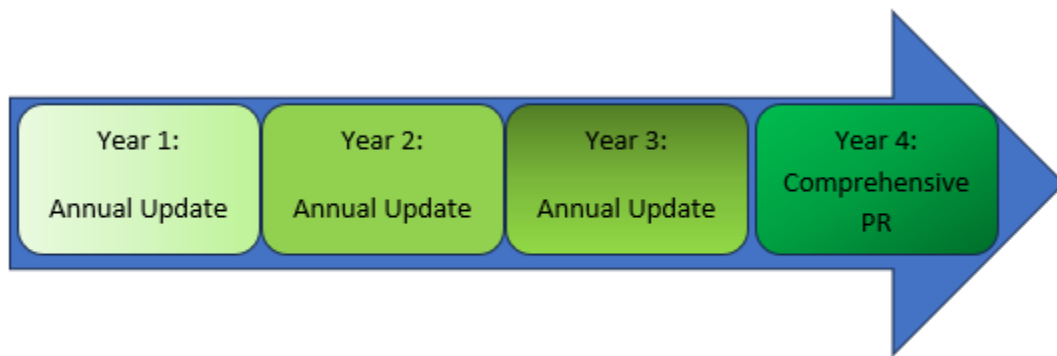 Year 1:
Annual Update
Year 2:
Annual Update
Year 3:
Annual Update
Year 4:
Comprehensive
PR